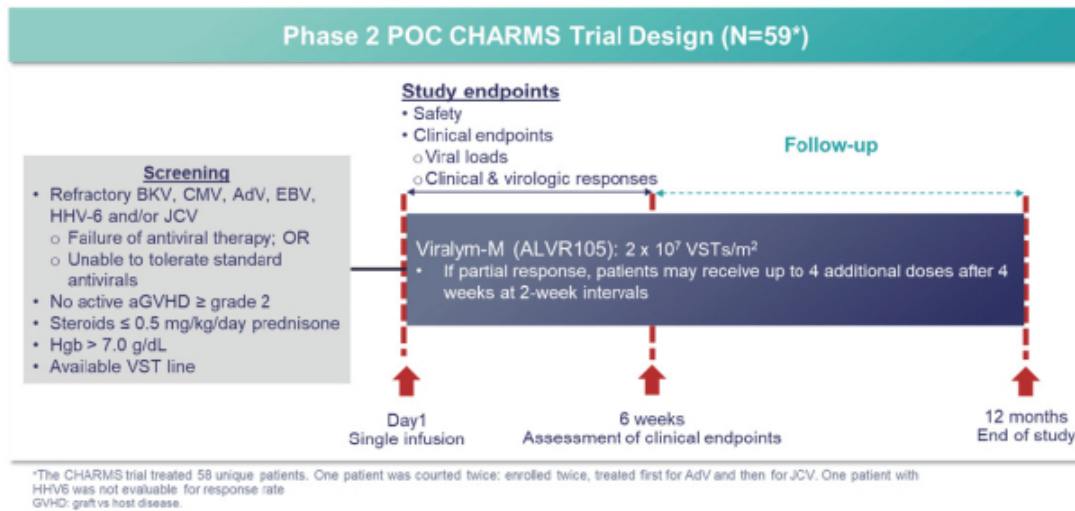 Phase 2 POC CHARMS Trial Design (N=59*)
Study endpoints
• Safety
• Clinical endpoints
o Viral loads
o Clinical & virologic responses
Follow-up
Screening
• Refractory BKV, CMV, AdV, EBV,
HHV-6 and/or JCV
o Failure of antiviral therapy; OR
o Unable to tolerate standard
antivirals
• No active aGVHD ≥ grade 2
• Steroids ≤ 0.5 mg/kg/day prednisone
• Hgb > 7.0 g/dL
• Available VST line
Viralym-M (ALVR105): 2 x 10⁷ VSTs/m²
• If partial response, patients may receive up to 4 additional doses after 4
weeks at 2-week intervals
Day1
Single infusion
6 weeks
Assessment of clinical endpoints
12 months
End of study
*The CHARMS trial treated 58 unique patients. One patient was courted twice: enrolled twice, treated first for AdV and then for JCV. One patient with
HHV6 was not evaluable for response rate
GVHD: graft vs host disease.